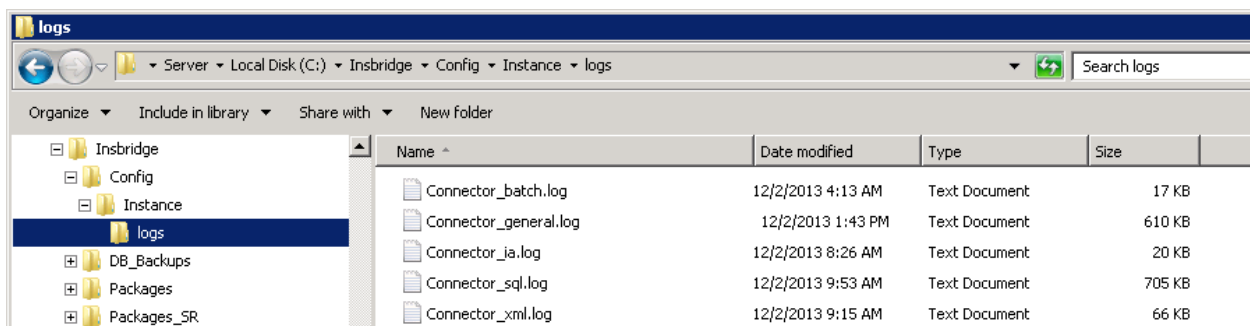 logs
Server Local Disk (C:) Insbridge Config Instance logs Search logs
Organize Include in library Share with New folder
Insbridge Name Date modified Type Size
Config Connector_batch.log 12/2/2013 4:13 AM Text Document 17 KB
Instance Connector_general.log 12/2/2013 1:43 PM Text Document 610 KB
logs Connector_ia.log 12/2/2013 8:26 AM Text Document 20 KB
DB_Backups Connector_sql.log 12/2/2013 9:53 AM Text Document 705 KB
Packages Connector_xml.log 12/2/2013 9:15 AM Text Document 66 KB
Packages_SR